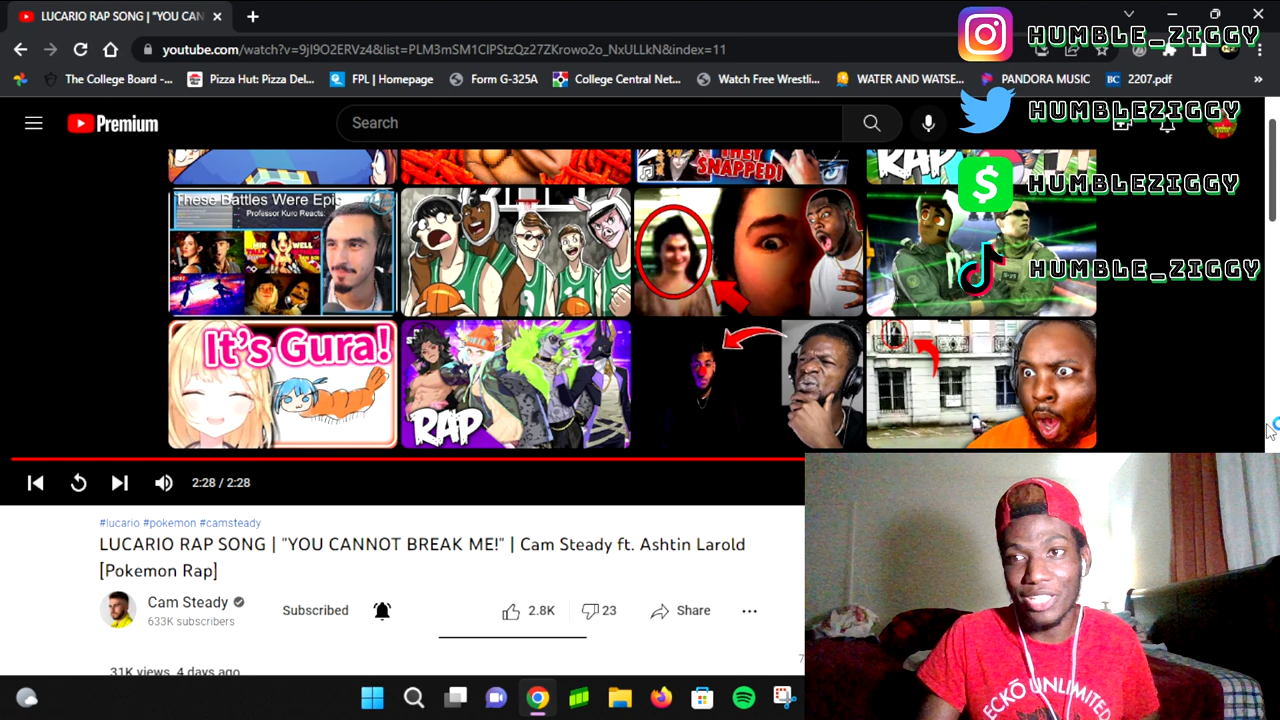 LUCARIO RAP SONG | "YOU CAN
HUMBLE_ZIGGY
youtube.com/watch?v=9jI9O2ERVz4&list=PLM3mSM1CIPStzQz27ZKrowo2o_NxULLkN&index=11
The College Board -...
Pizza Hut: Pizza Del...
FPL | Homepage
Form G-325A
College Central Net...
Watch Free Wrestli...
WATER AND WATSE...
PANDORA MUSIC
BC
2207.pdf
Premium
Search
HUMBLEZIGGY
SNAPPED!
RAP
HUMBLEZIGGY
These Battles Were Epic
Professor Kuro Reacts:
HUMBLE_ZIGGY
It's Gura!
RAP
2:28 / 2:28
#lucario #pokemon #camsteady
LUCARIO RAP SONG | "YOU CANNOT BREAK ME!" | Cam Steady ft. Ashtin Larold
[Pokemon Rap]
Cam Steady
633K subscribers
Subscribed
2.8K
23
Share
31K views 4 days ago
ECKŌ UNLIMITED